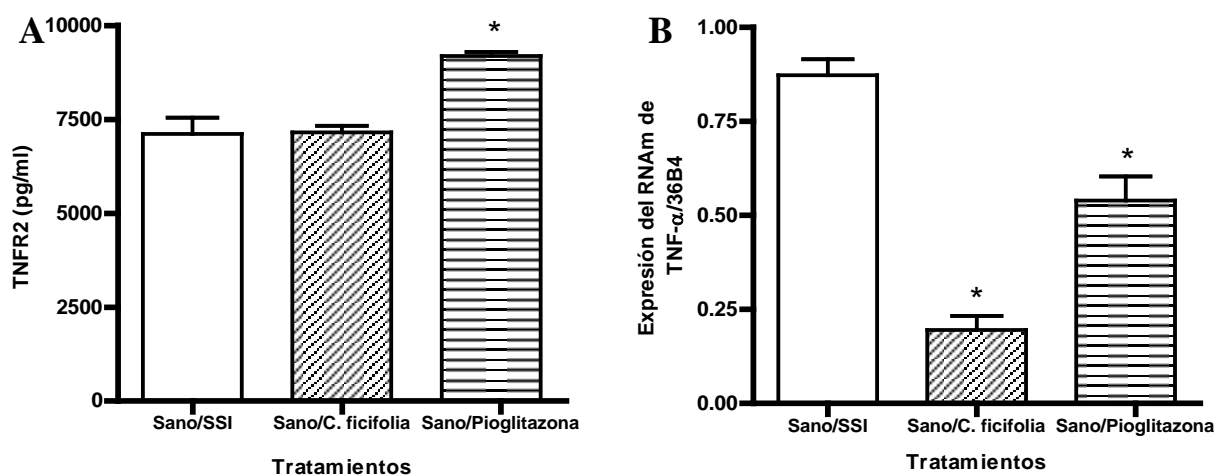 A
10000
7500
5000
2500
0
TNFR2 (pg/ml)
*
Sano/SSI Sano/C. ficifolia Sano/Pioglitazona
Tratamientos
B
1.00
0.75
0.50
0.25
0.00
Expresión del RNAm de
TNF-α/36B4
*
*
Sano/SSI Sano/C. ficifolia Sano/Pioglitazona
Tratamientos